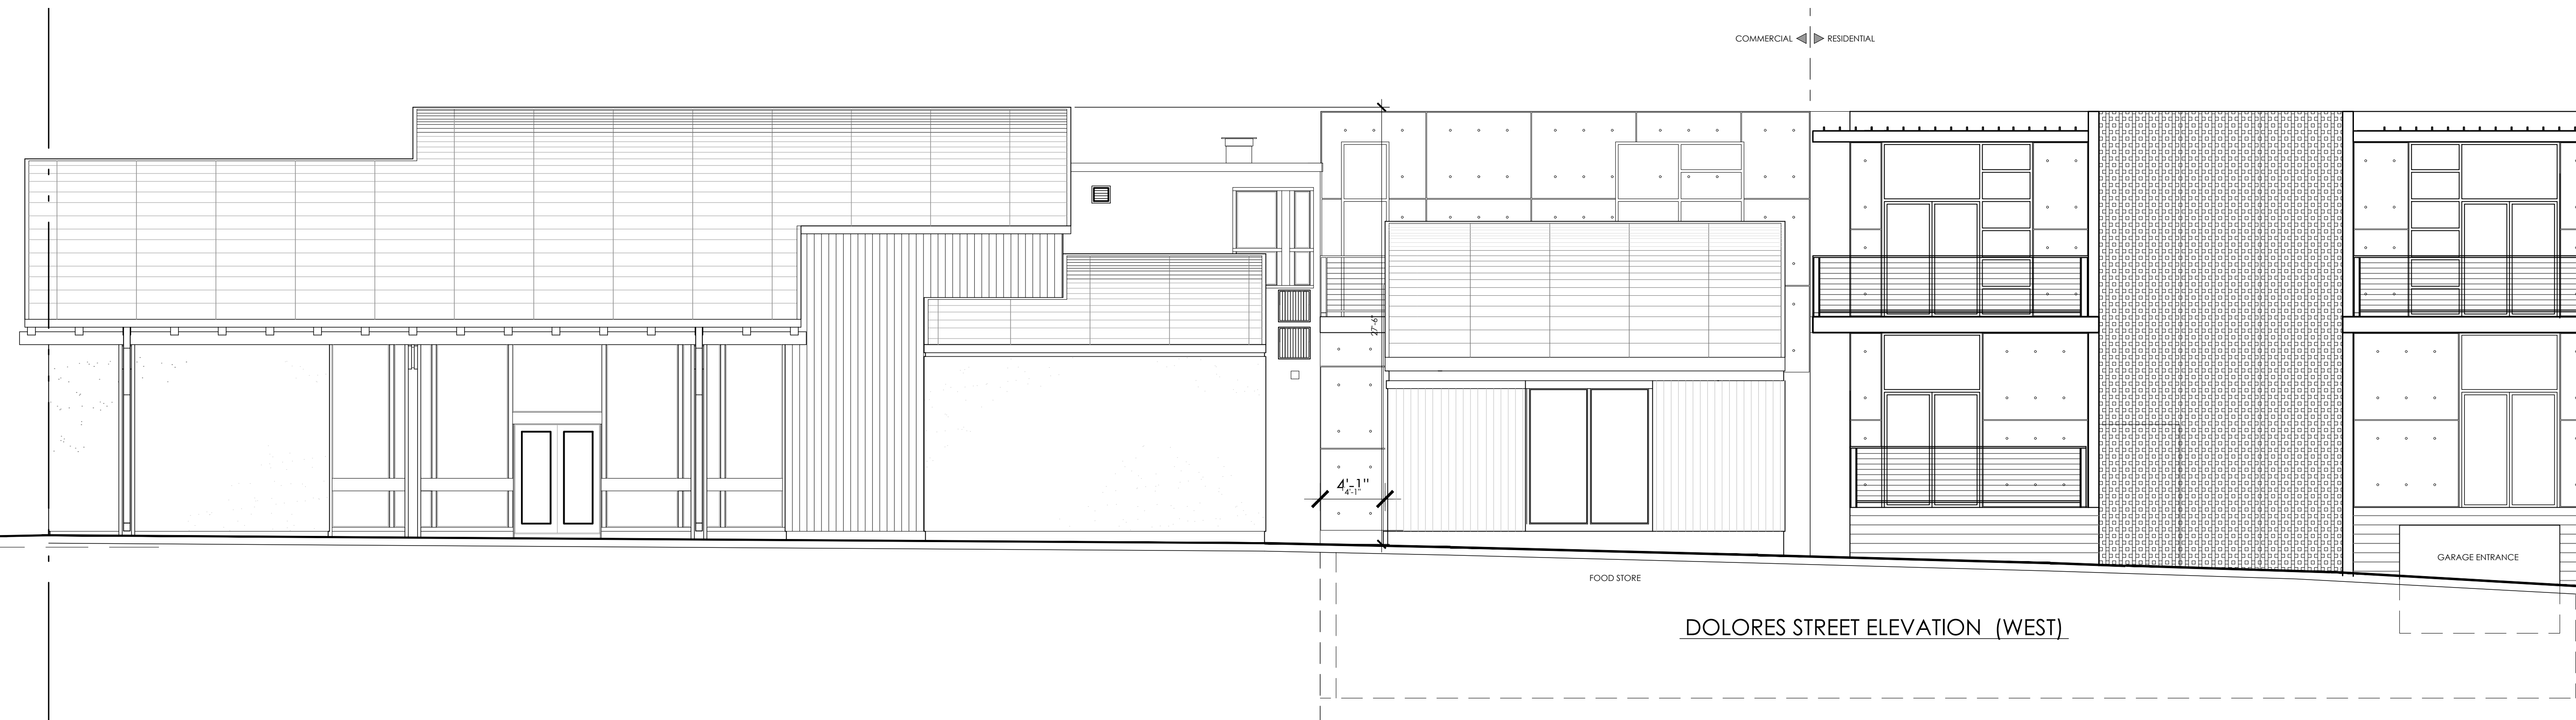 COMMERCIAL RESIDENTIAL
27'-6"
4'-1"
4'-1"
GARAGE ENTRANCE
FOOD STORE
DOLORES STREET ELEVATION (WEST)